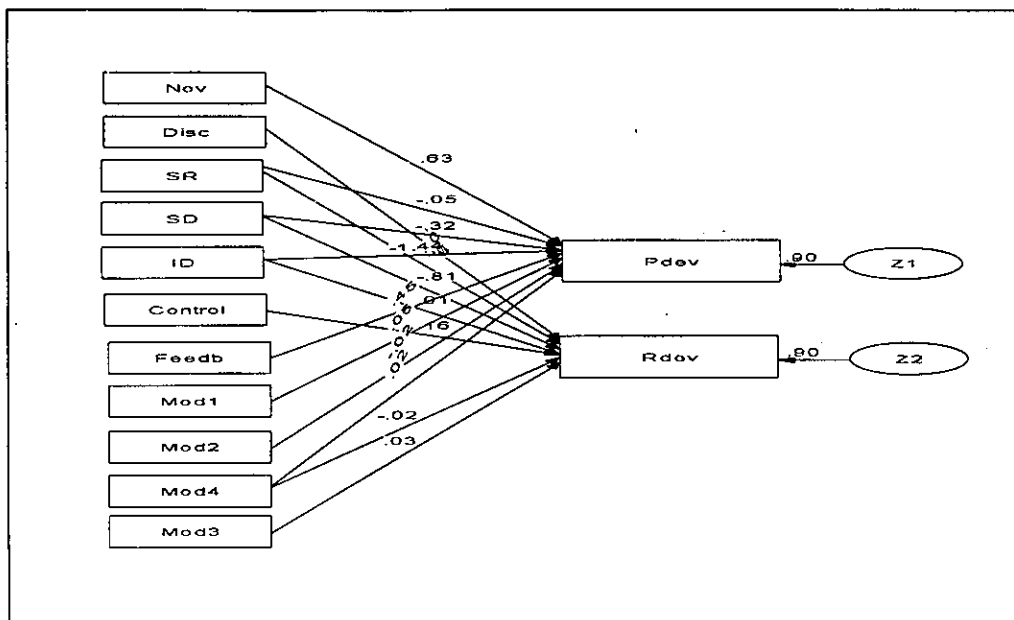 Nov
Disc
SR
SD
ID
Control
Feedb
Mod1
Mod2
Mod4
Mod3
.63
-.05
-.32
-1.44
-.81
.16
-.02
.03
Pdev
Rdev
.90
.90
Z1
Z2